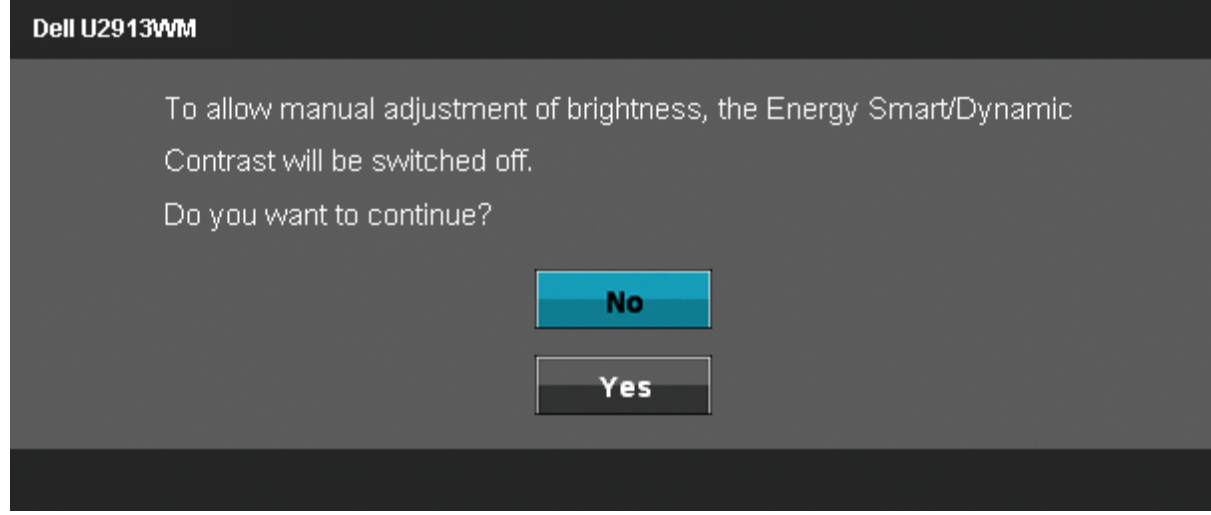 Dell U2913WM
To allow manual adjustment of brightness, the Energy Smart/Dynamic
Contrast will be switched off.
Do you want to continue?
No
Yes